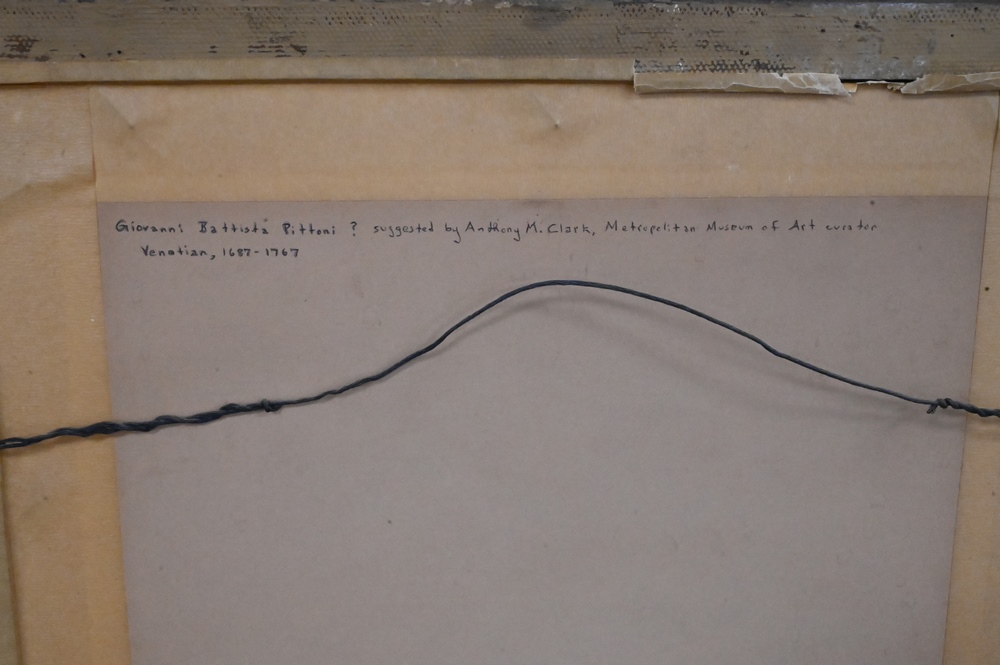 Giovanni Battista Pittoni ? suggested by Anthony M. Clark, Metropolitan Museum of Art curator
Venetian, 1687-1767